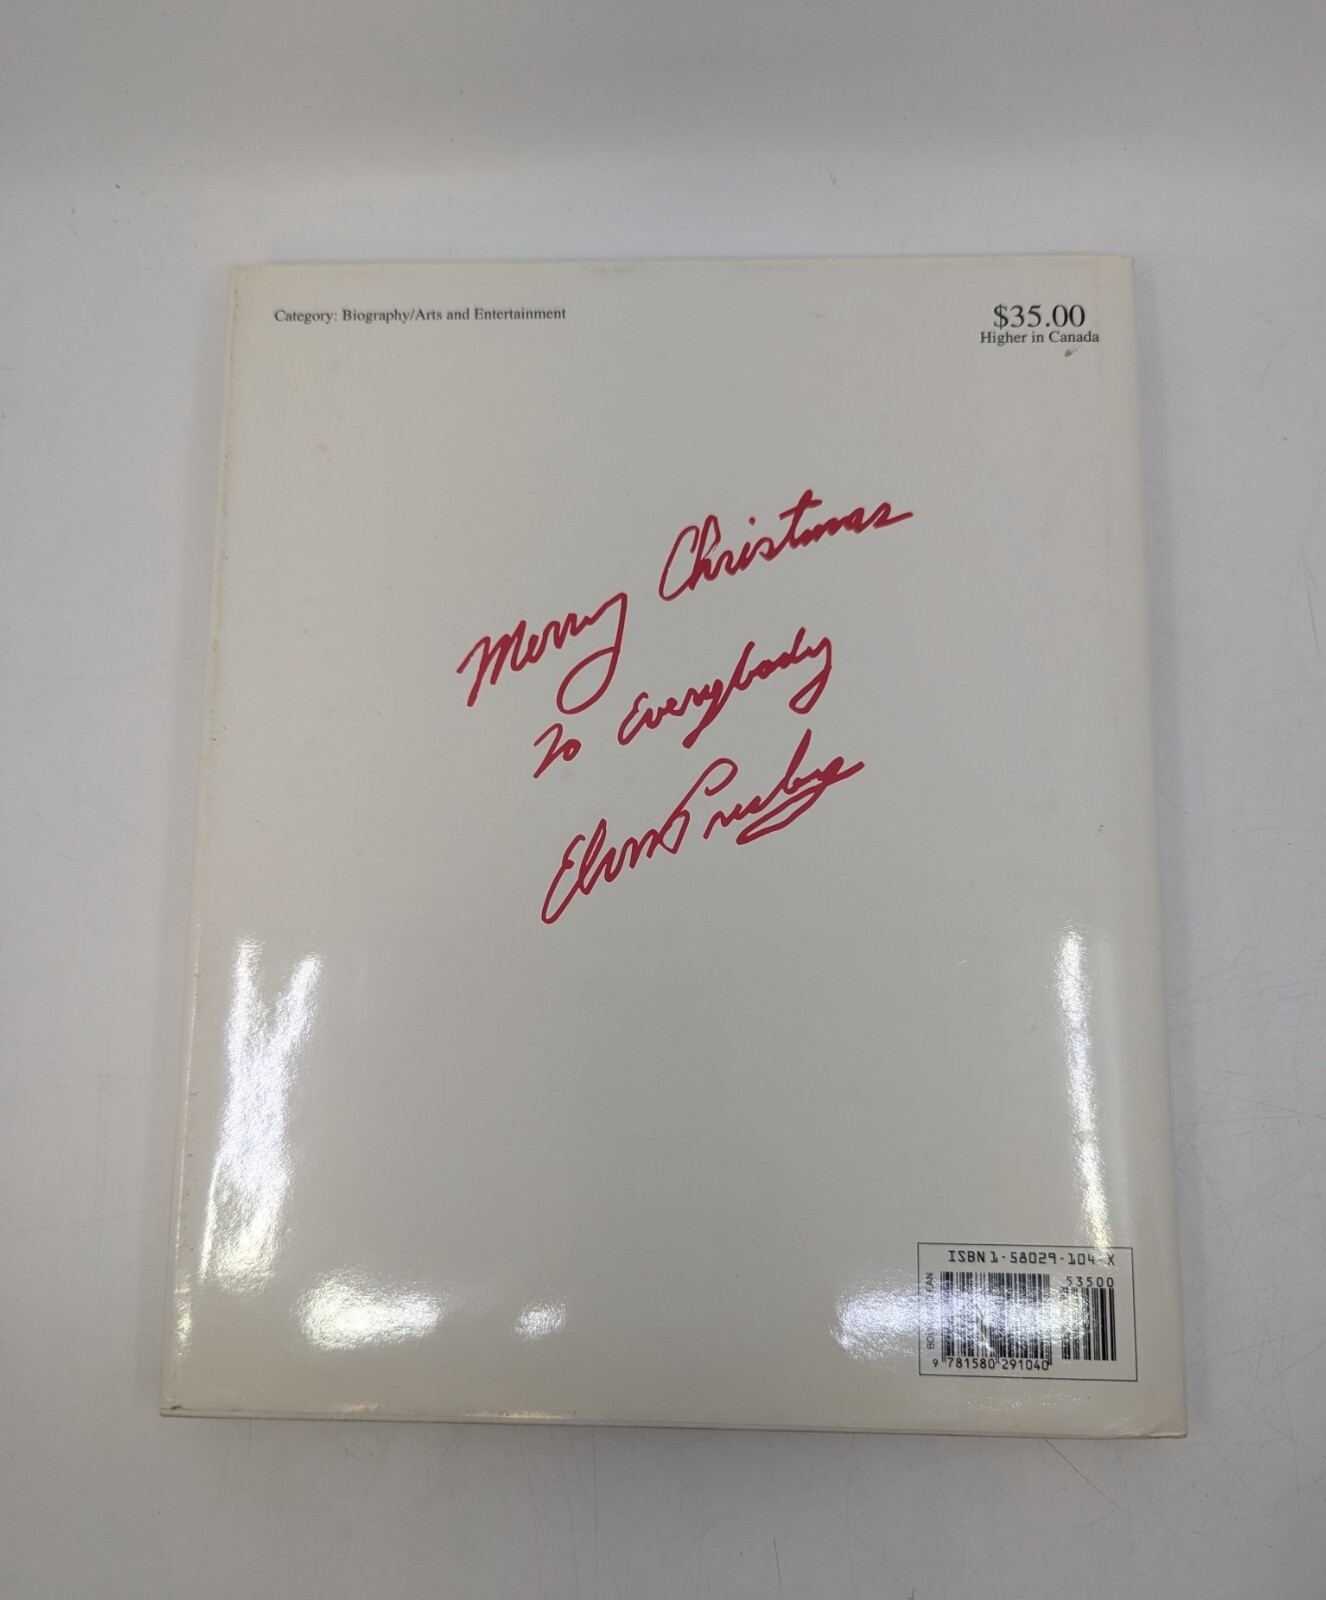 Category: Biography/Arts and Entertainment
$35.00
Higher in Canada
Merry Christmas
To Everybody
Elvis Presley
ISBN 1-58029-104-X
53500
EAN
9 781580 291040